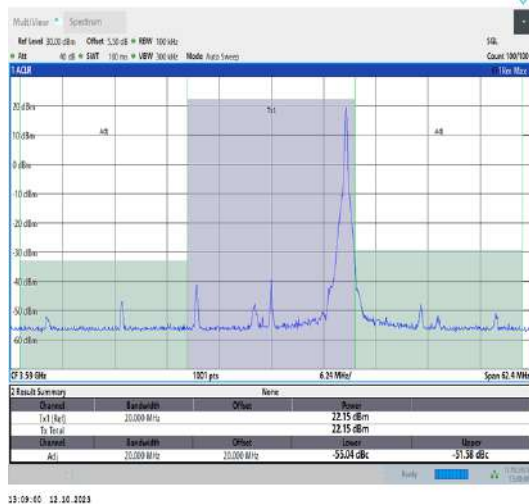 MultiView Spectrum
Ref Level 30.00 dBm Offset 5.50 dB RBW 100 kHz SGL
Att 40 dB SWT 100 ms VBW 300 kHz Mode Auto Sweep Count 100/100
1 ACLR 1Rm Max
20 dBm
Tx1
Adj Adj
10 dBm
0 dBm
-10 dBm
-20 dBm
-30 dBm
-40 dBm
-50 dBm
-60 dBm
CF 3.59 GHz 1001 pts 6.24 MHz/ Span 62.4 MHz
2 Result Summary None
Channel Bandwidth Offset Power
Tx1 (Ref) 20.000 MHz 22.15 dBm
Tx Total 22.15 dBm
Channel Bandwidth Offset Lower Upper
Adj 20.000 MHz 20.000 MHz -55.04 dBc -51.58 dBc
Ready
13:09:00 12.10.2023